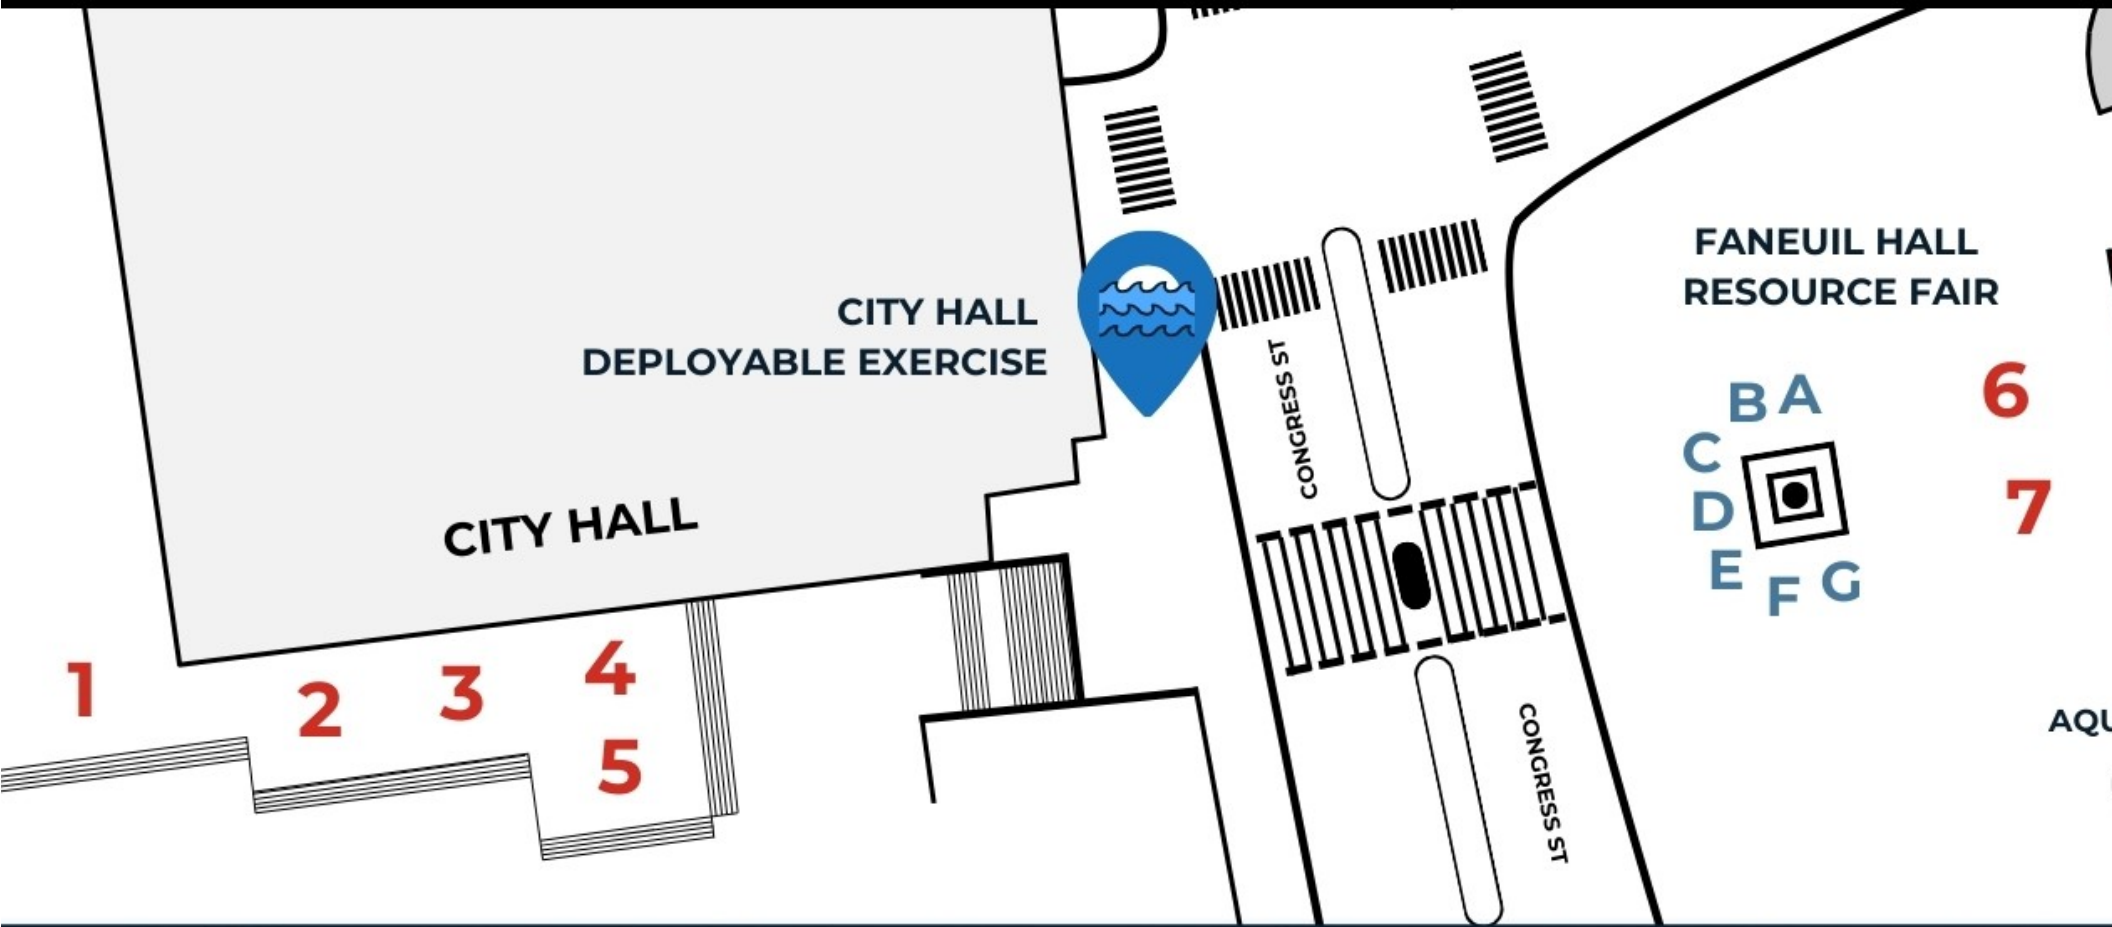 FANEUIL HALL
RESOURCE FAIR
CITY HALL
DEPLOYABLE EXERCISE
CONGRESS ST
B A
C
D
E
F G
6
7
CITY HALL
1
2
3
4
5
CONGRESS ST
AQU